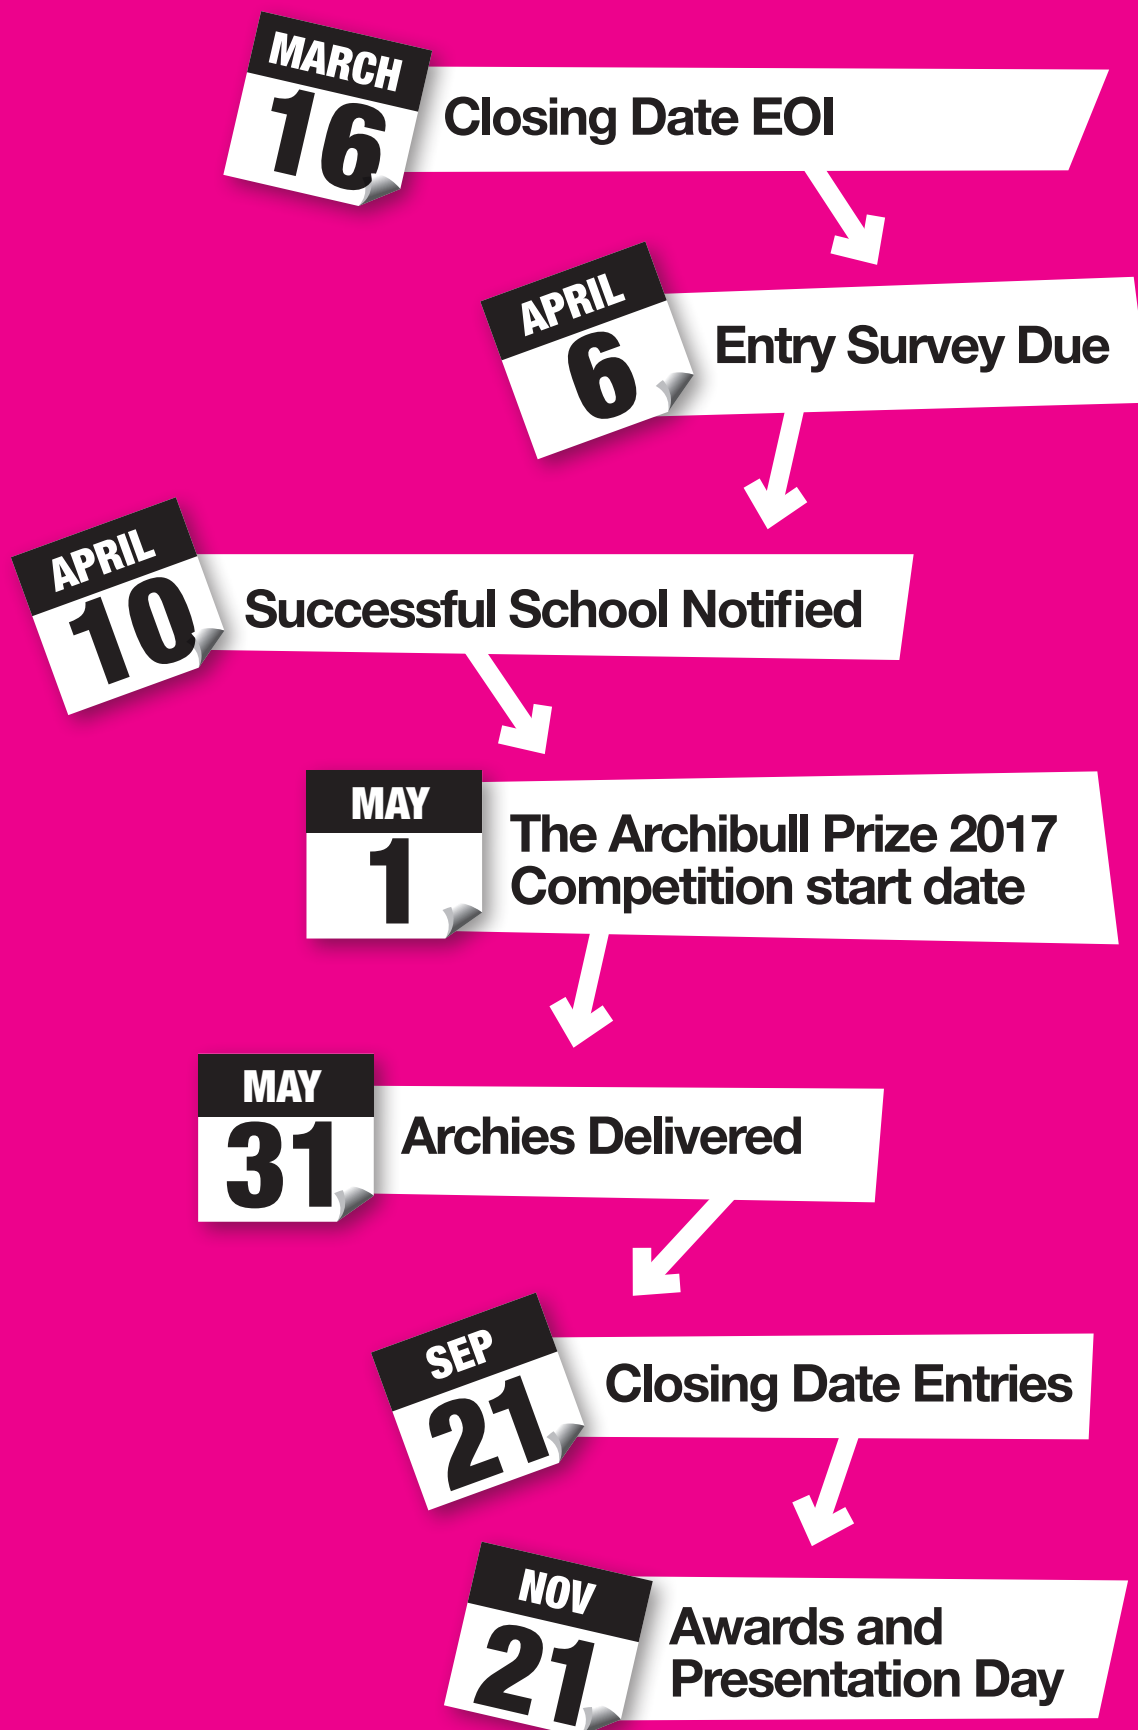 MARCH
16
Closing Date EOI
APRIL
6
Entry Survey Due
APRIL
10
Successful School Notified
MAY
1
The Archibull Prize 2017
Competition start date
MAY
31
Archies Delivered
SEP
21
Closing Date Entries
NOV
21
Awards and
Presentation Day